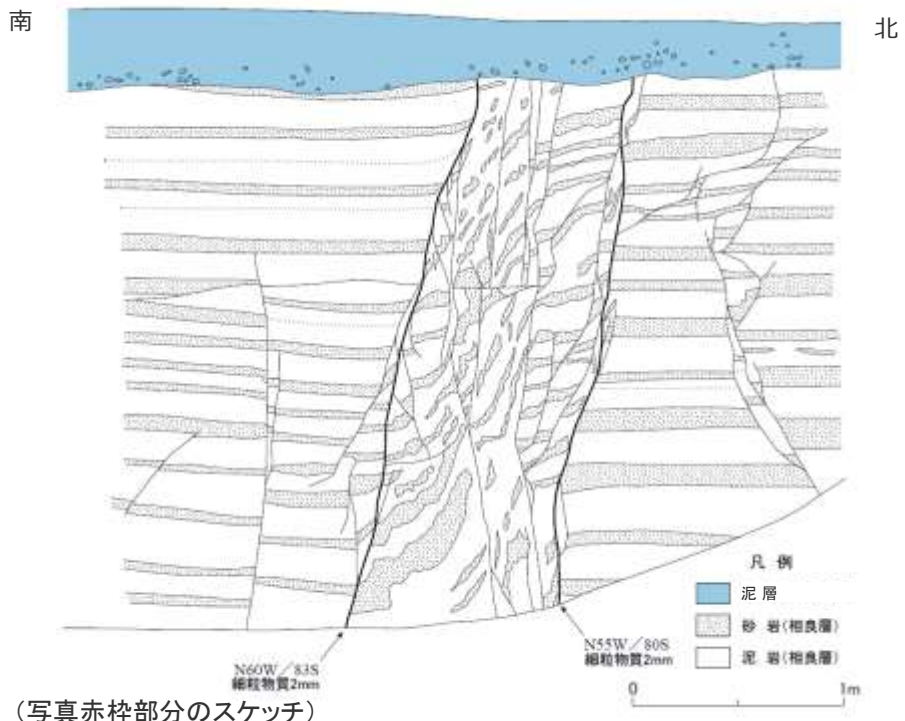 南
北
凡 例
泥 層
砂 岩(相良層)
泥 岩(相良層)
N60W/83S
細粒物質2mm
N55W/80S
細粒物質2mm
0 1m
(写真赤枠部分のスケッチ)